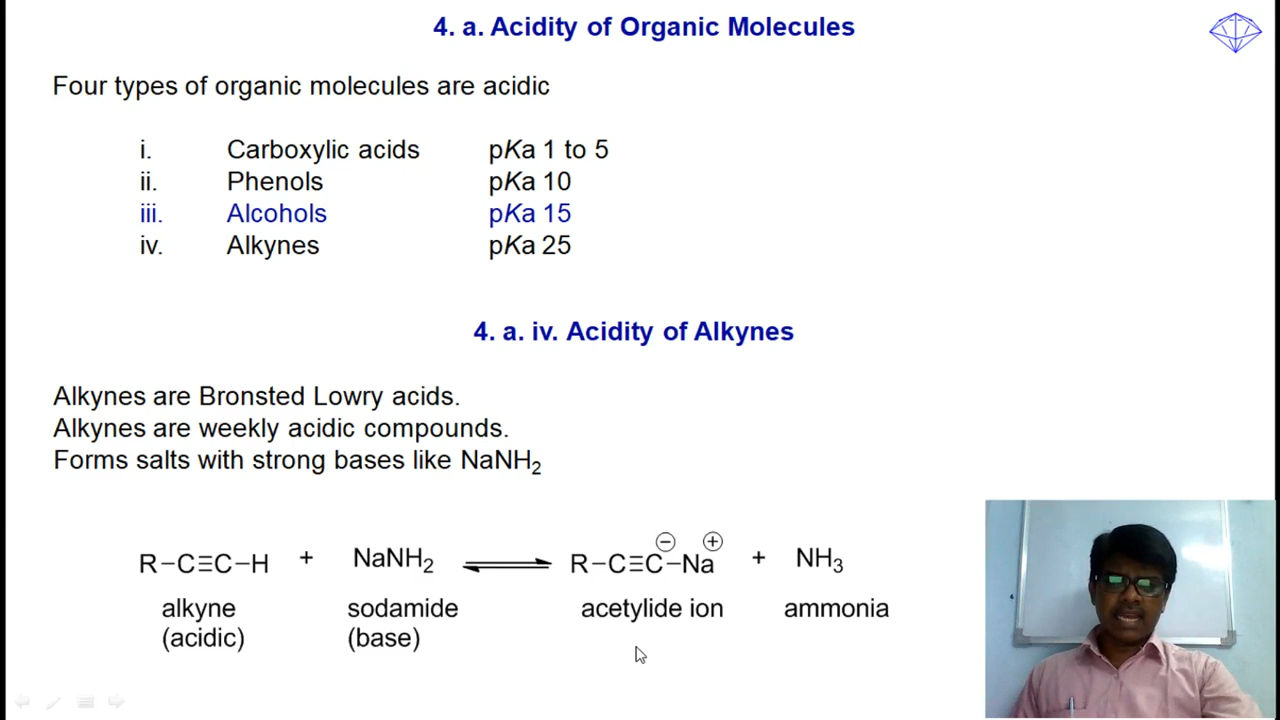 4. a. Acidity of Organic Molecules
Four types of organic molecules are acidic
i. Carboxylic acids pKa 1 to 5
ii. Phenols pKa 10
iii. Alcohols pKa 15
iv. Alkynes pKa 25
4. a. iv. Acidity of Alkynes
Alkynes are Bronsted Lowry acids.
Alkynes are weekly acidic compounds.
Forms salts with strong bases like NaNH₂
R−C≡C−H + NaNH₂ ⇌ R−C≡C⊖−Na⊕ + NH₃
alkyne sodamide acetylide ion ammonia
(acidic) (base)